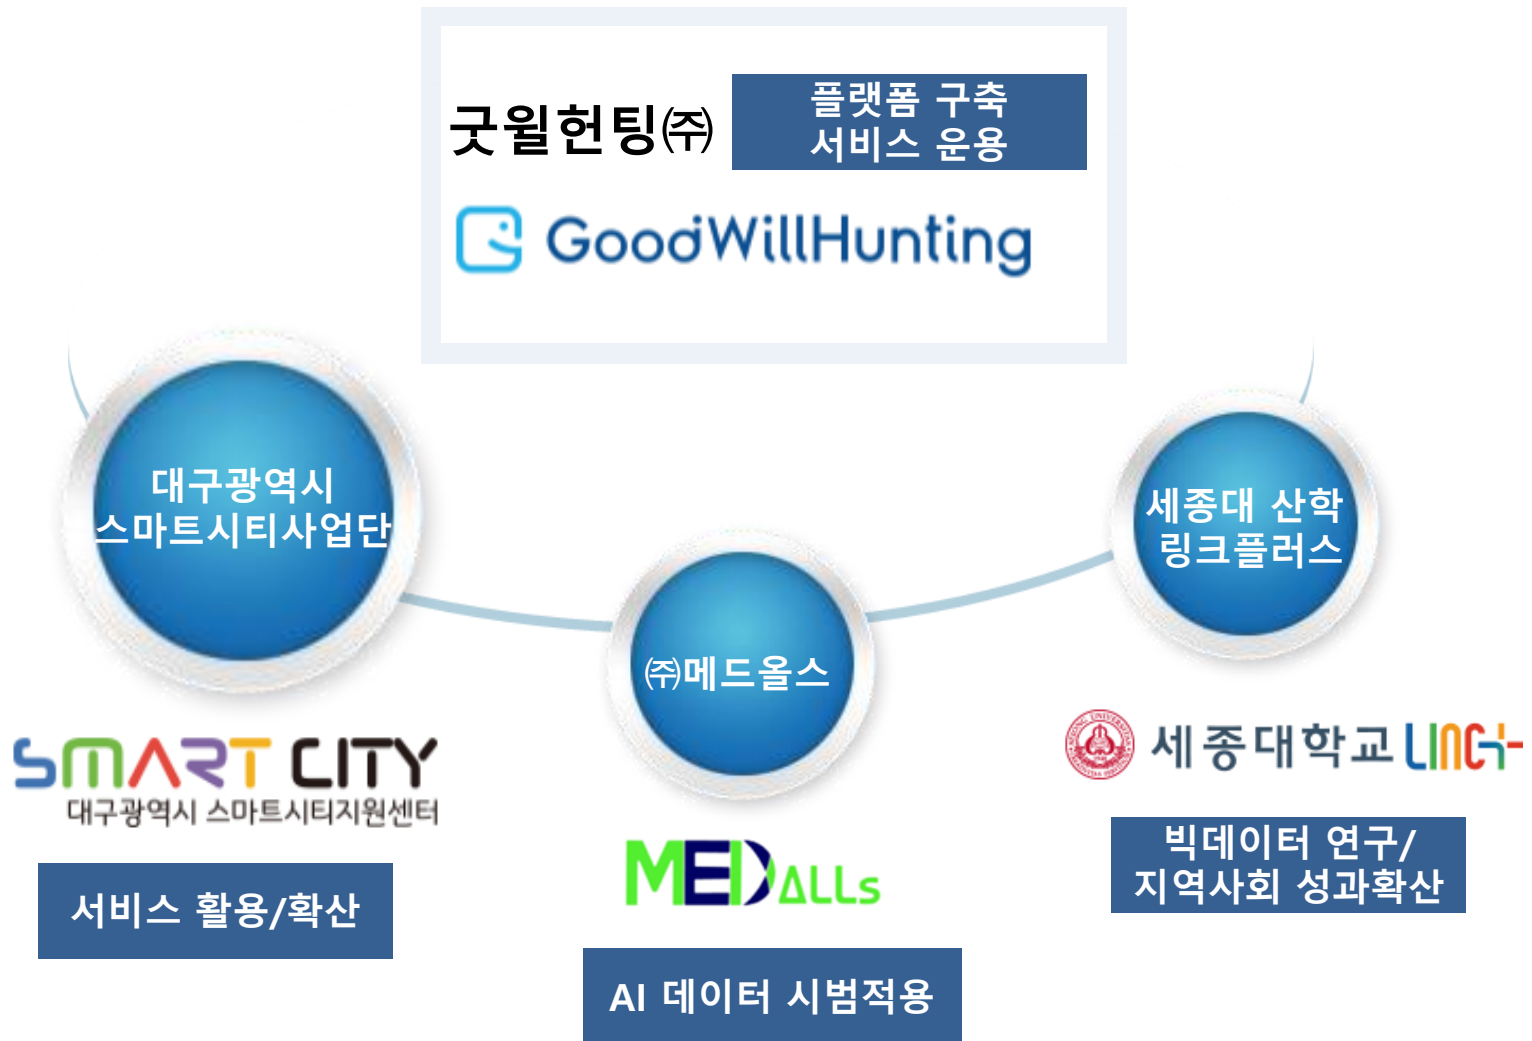 굿윌헌팅㈜
플랫폼 구축
서비스 운용
GoodWillHunting
대구광역시
스마트시티사업단
㈜메드올스
세종대 산학
링크플러스
SMART CITY
대구광역시 스마트시티지원센터
서비스 활용/확산
MEDALLs
AI 데이터 시범적용
세종대학교 LINC+
빅데이터 연구/
지역사회 성과확산